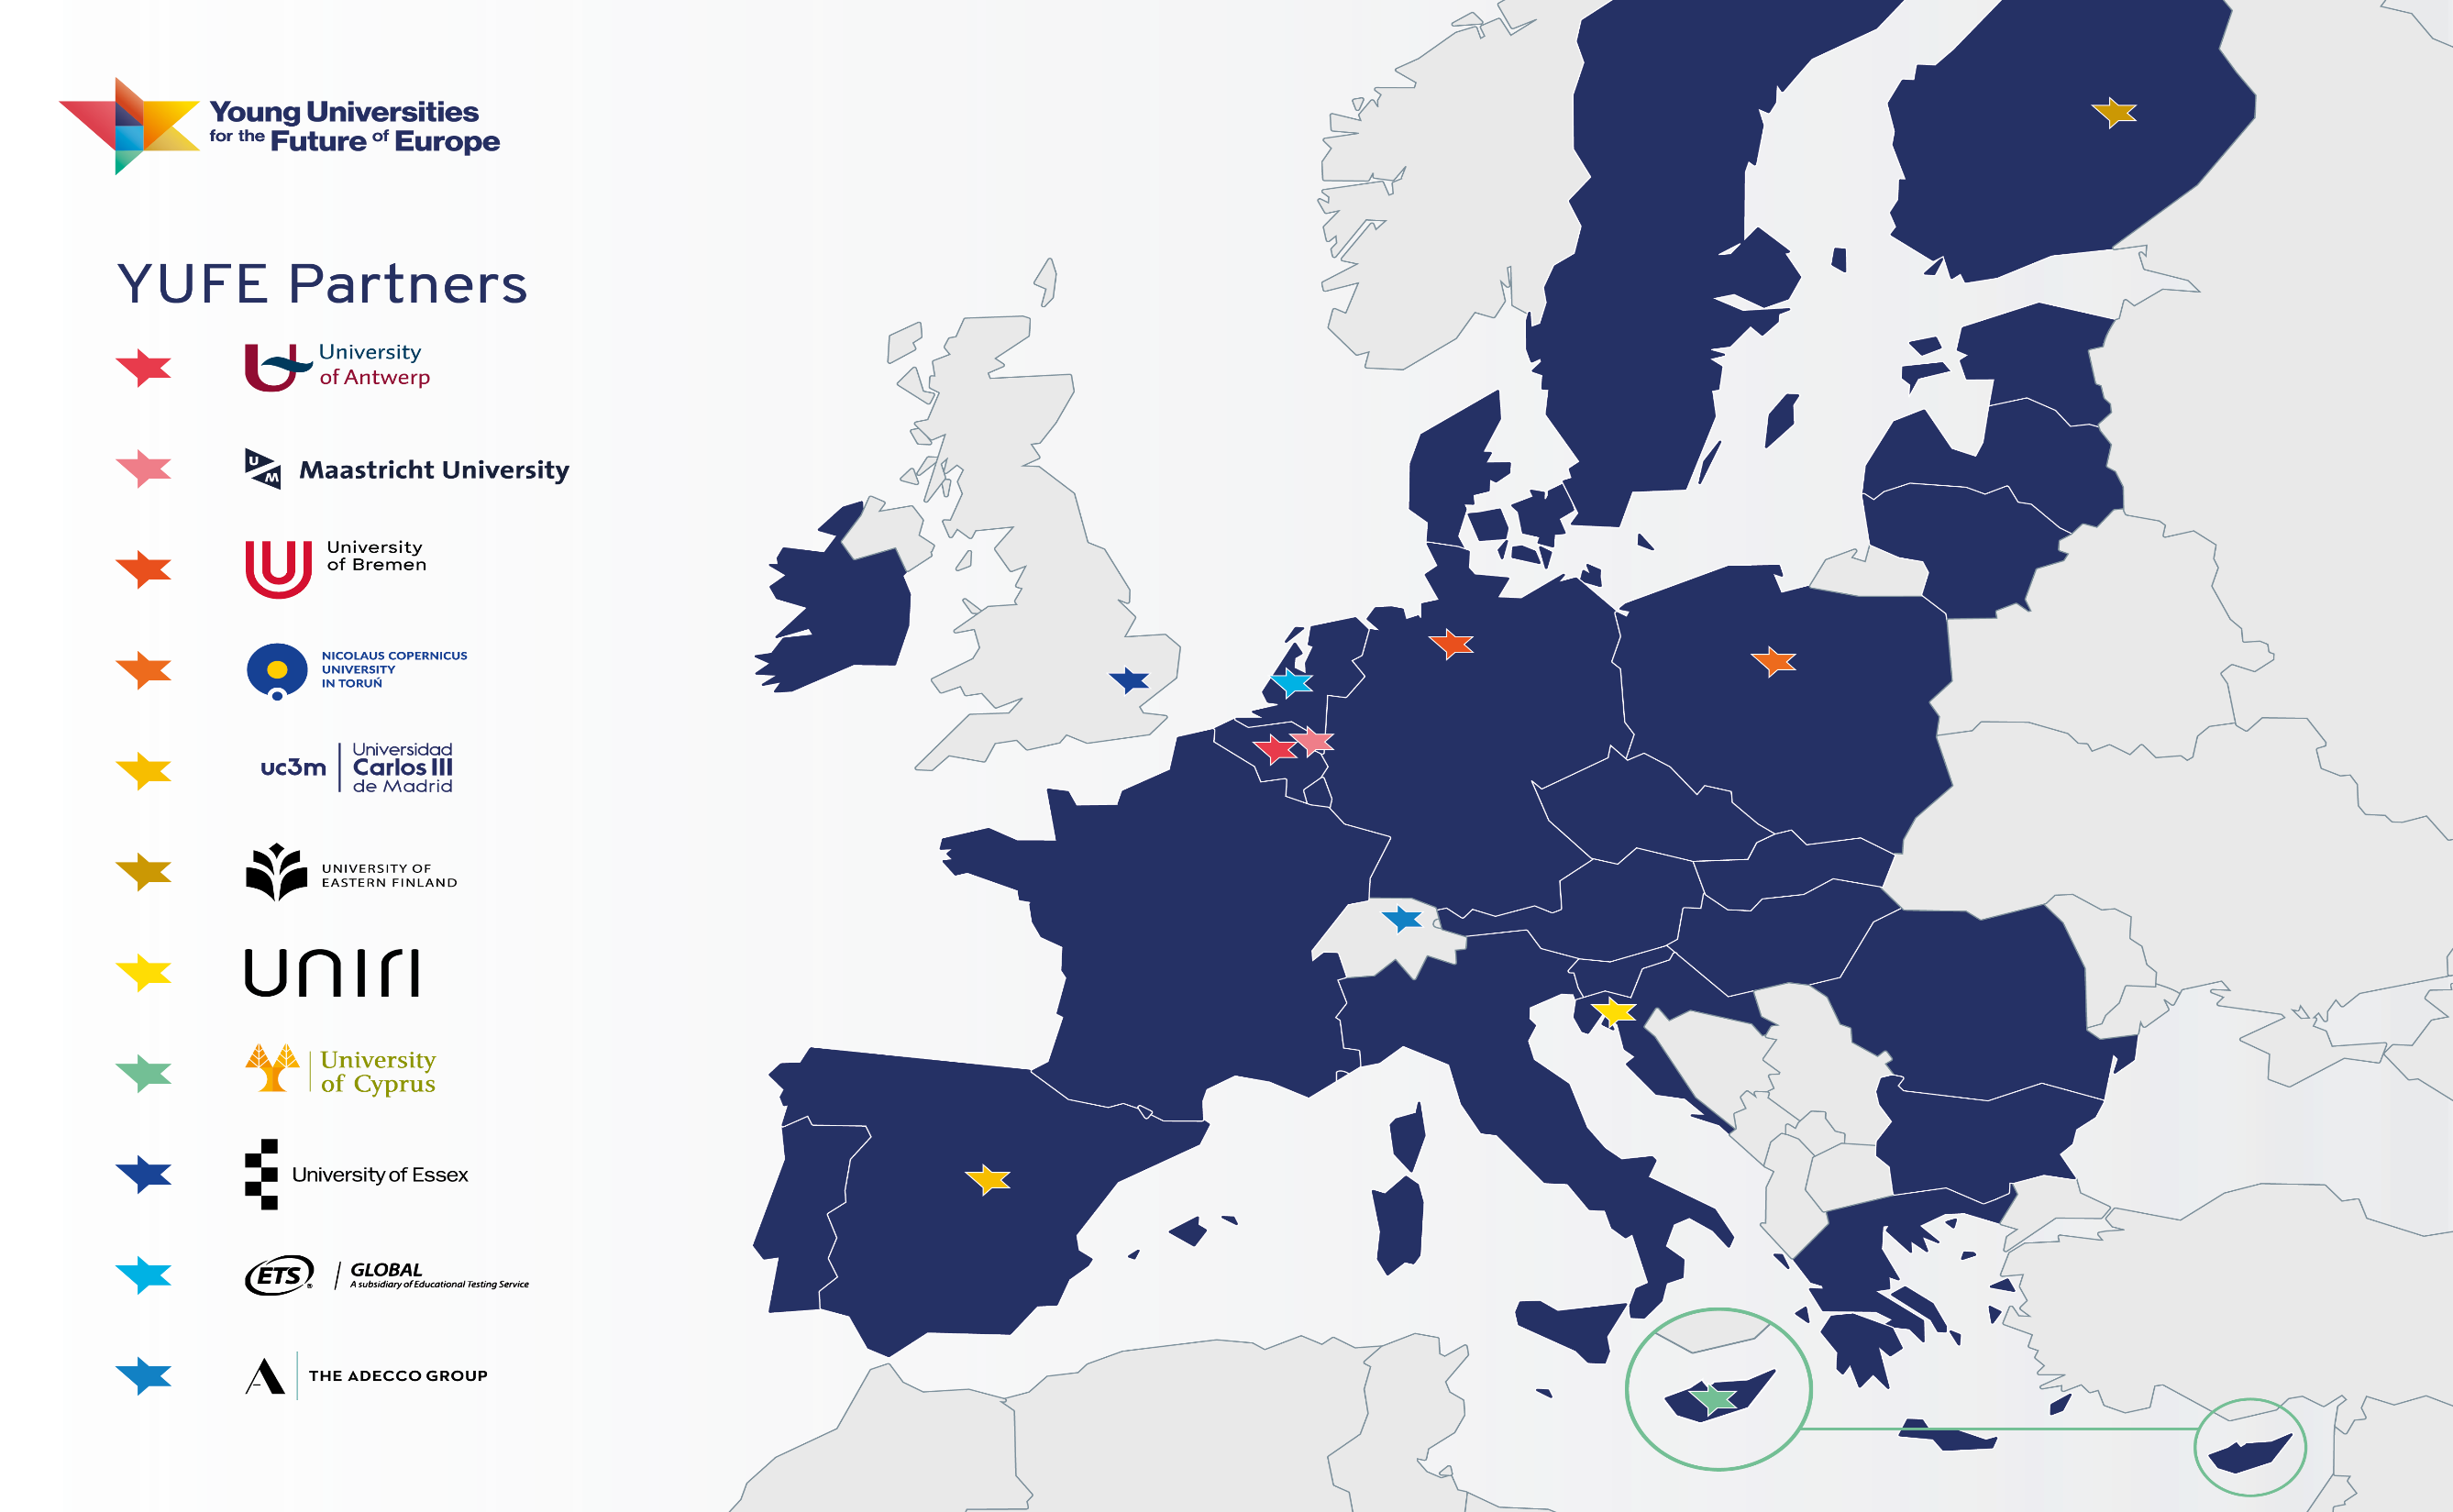 Young Universities
for the Future of Europe
YUFE Partners
University
of Antwerp
U
M
Maastricht University
University
of Bremen
NICOLAUS COPERNICUS
UNIVERSITY
IN TORUŃ
uc3m
Universidad
Carlos III
de Madrid
UNIVERSITY OF
EASTERN FINLAND
UNIRI
University
of Cyprus
University of Essex
ETS®
GLOBAL
A subsidiary of Educational Testing Service
THE ADECCO GROUP